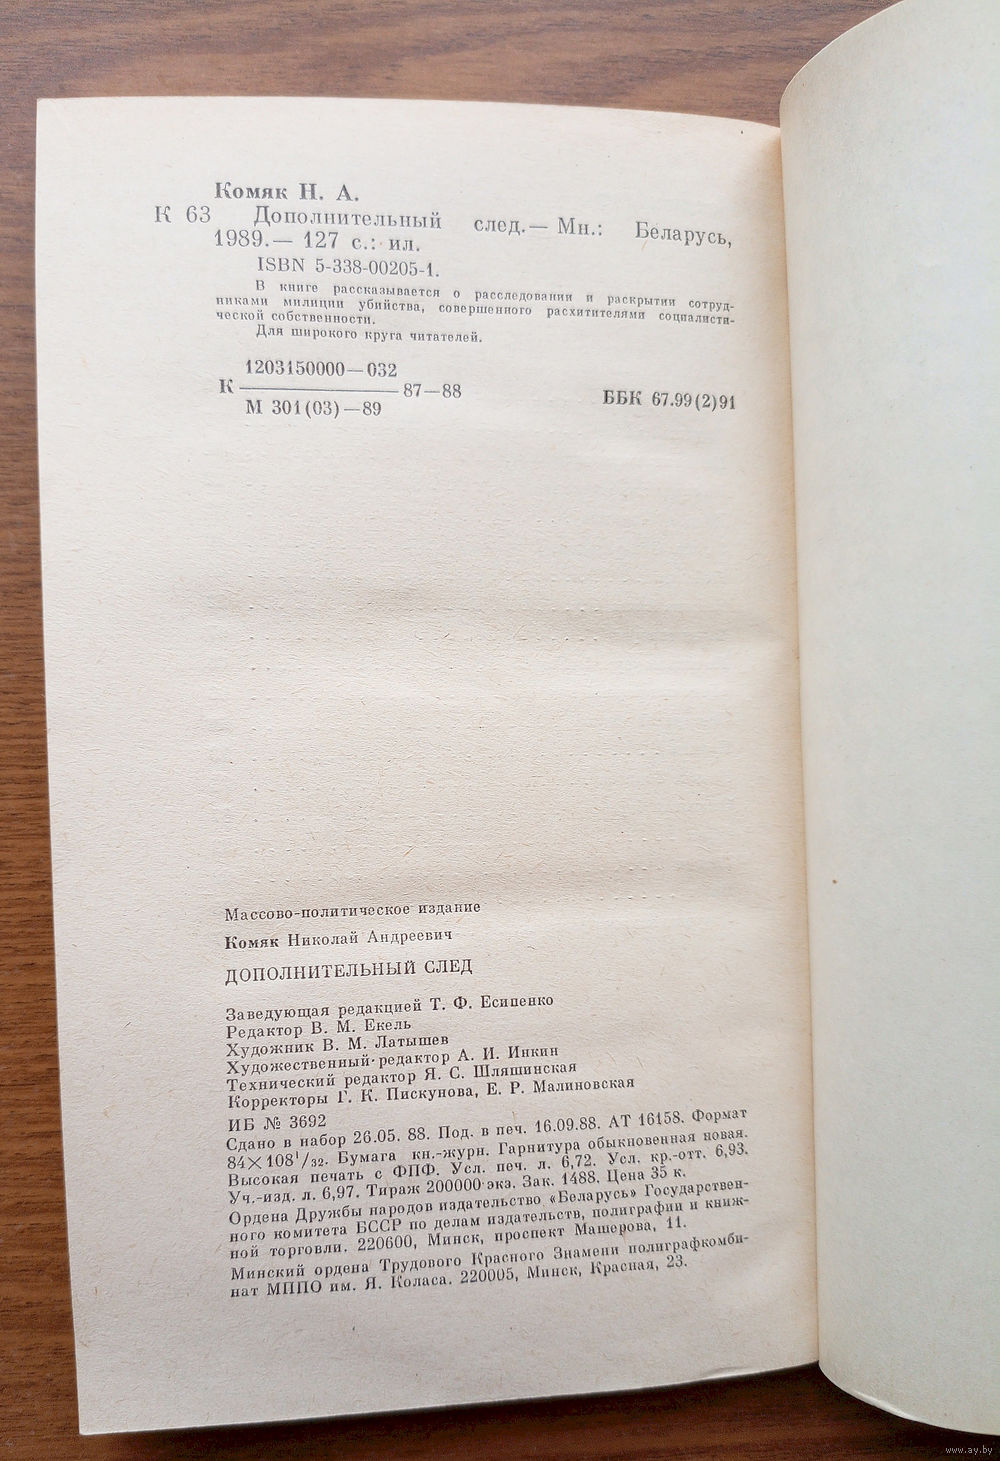 Комяк Н. А.
К 63 Дополнительный след.— Мн.: Беларусь,
1989.— 127 с.: ил.
ISBN 5-338-00205-1.
В книге рассказывается о расследовании и раскрытии сотруд-
никами милиции убийства, совершенного расхитителями социалисти-
ческой собственности.
Для широкого круга читателей.
1203150000—032
К ———— 87—88
М 301(03)—89
ББК 67.99(2)91
Массово-политическое издание
Комяк Николай Андреевич
ДОПОЛНИТЕЛЬНЫЙ СЛЕД
Заведующая редакцией Т. Ф. Есипенко
Редактор В. М. Екель
Художник В. М. Латышев
Художественный редактор А. И. Инкин
Технический редактор Я. С. Шляшинская
Корректоры Г. К. Пискунова, Е. Р. Малиновская
ИБ № 3692
Сдано в набор 26.05. 88. Под. в печ. 16.09.88. АТ 16158. Формат
84×108¹/₃₂. Бумага кн.-журн. Гарнитура обыкновенная новая.
Высокая печать с ФПФ. Усл. печ. л. 6,72. Усл. кр.-отт. 6,93.
Уч.-изд. л. 6,97. Тираж 200000 экз. Зак. 1488. Цена 35 к.
Ордена Дружбы народов издательство «Беларусь» Государствен-
ного комитета БССР по делам издательств, полиграфии и книж-
ной торговли. 220600, Минск, проспект Машерова, 11.
Минский ордена Трудового Красного Знамени полиграфкомби-
нат МППО им. Я. Коласа. 220005, Минск, Красная, 23.
www.ay.by